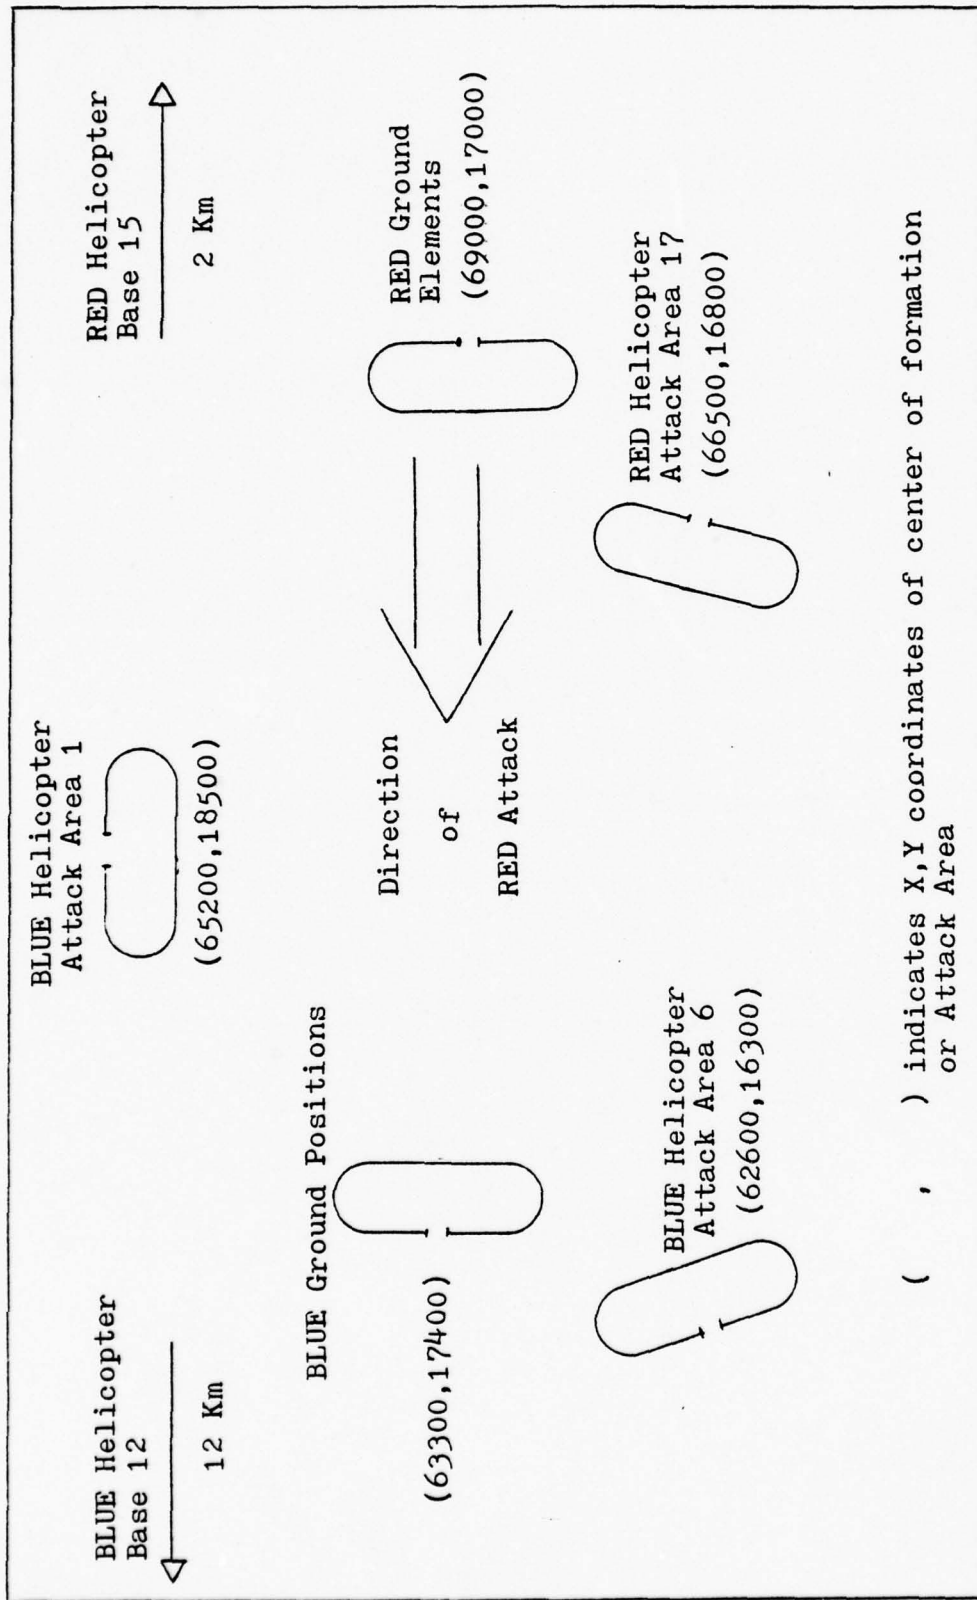 BLUE Helicopter
Base 12
12 Km
BLUE Helicopter
Attack Area 1
(65200,18500)
RED Helicopter
Base 15
2 Km
BLUE Ground Positions
(63300,17400)
Direction
of
RED Attack
RED Ground
Elements
(69000,17000)
BLUE Helicopter
Attack Area 6
(62600,16300)
RED Helicopter
Attack Area 17
(66500,16800)
( , ) indicates X,Y coordinates of center of formation
or Attack Area